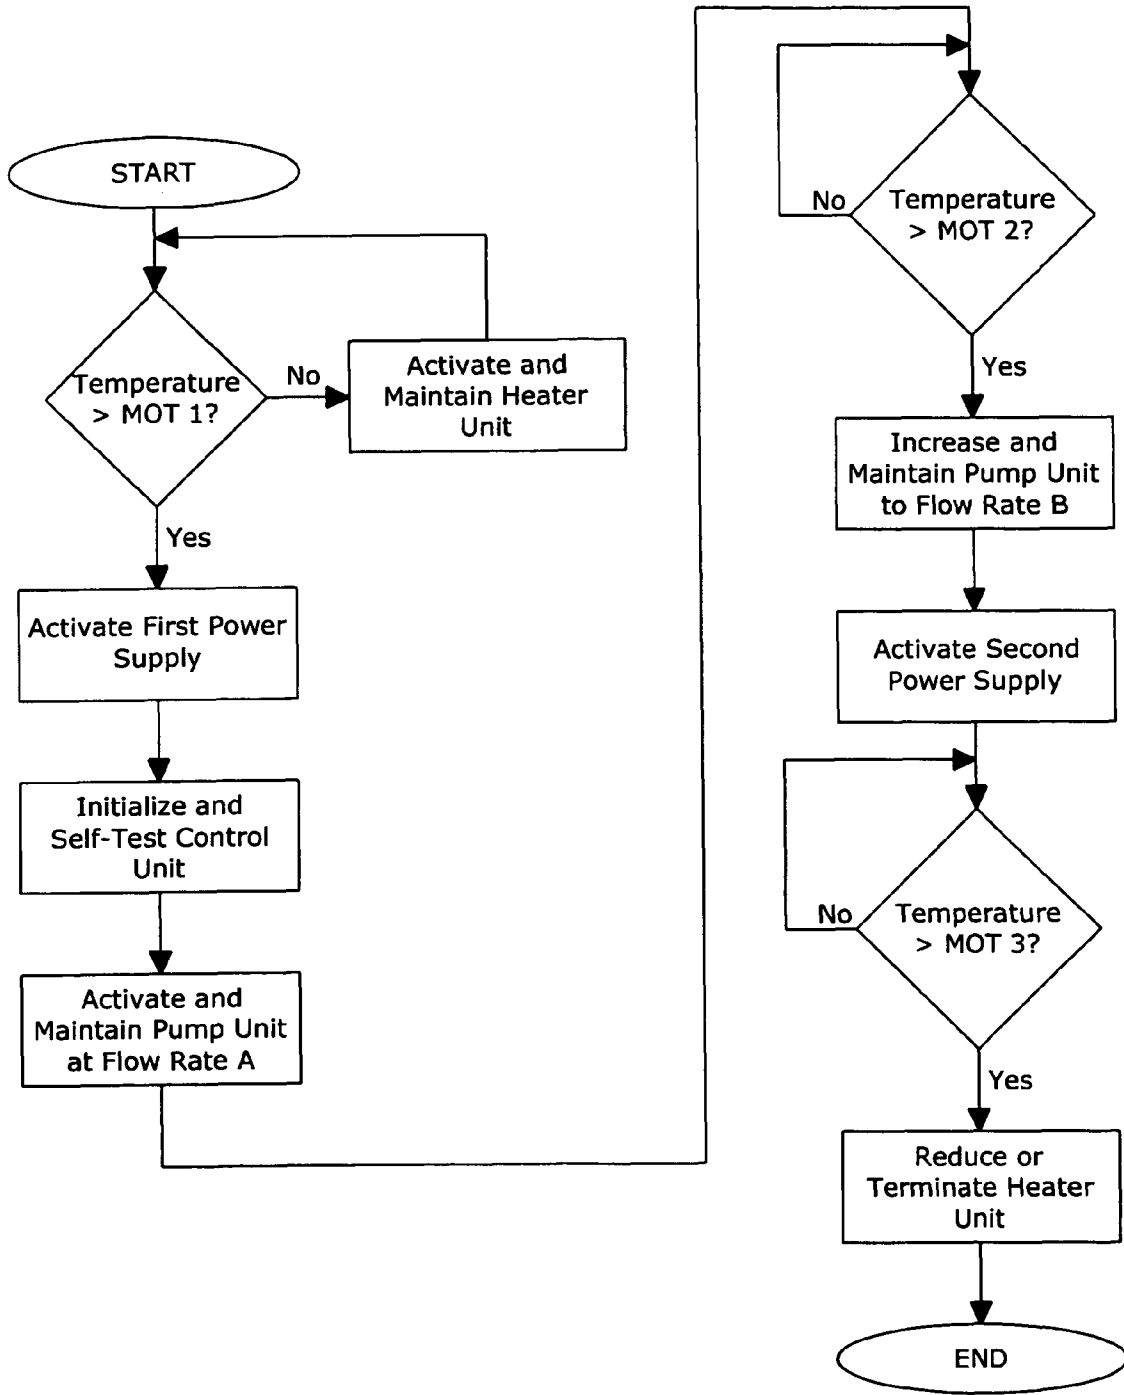 START
Temperature
> MOT 1?
No
Activate and
Maintain Heater
Unit
Yes
Activate First Power
Supply
Initialize and
Self-Test Control
Unit
Activate and
Maintain Pump Unit
at Flow Rate A
Temperature
> MOT 2?
No
Yes
Increase and
Maintain Pump Unit
to Flow Rate B
Activate Second
Power Supply
Temperature
> MOT 3?
No
Yes
Reduce or
Terminate Heater
Unit
END